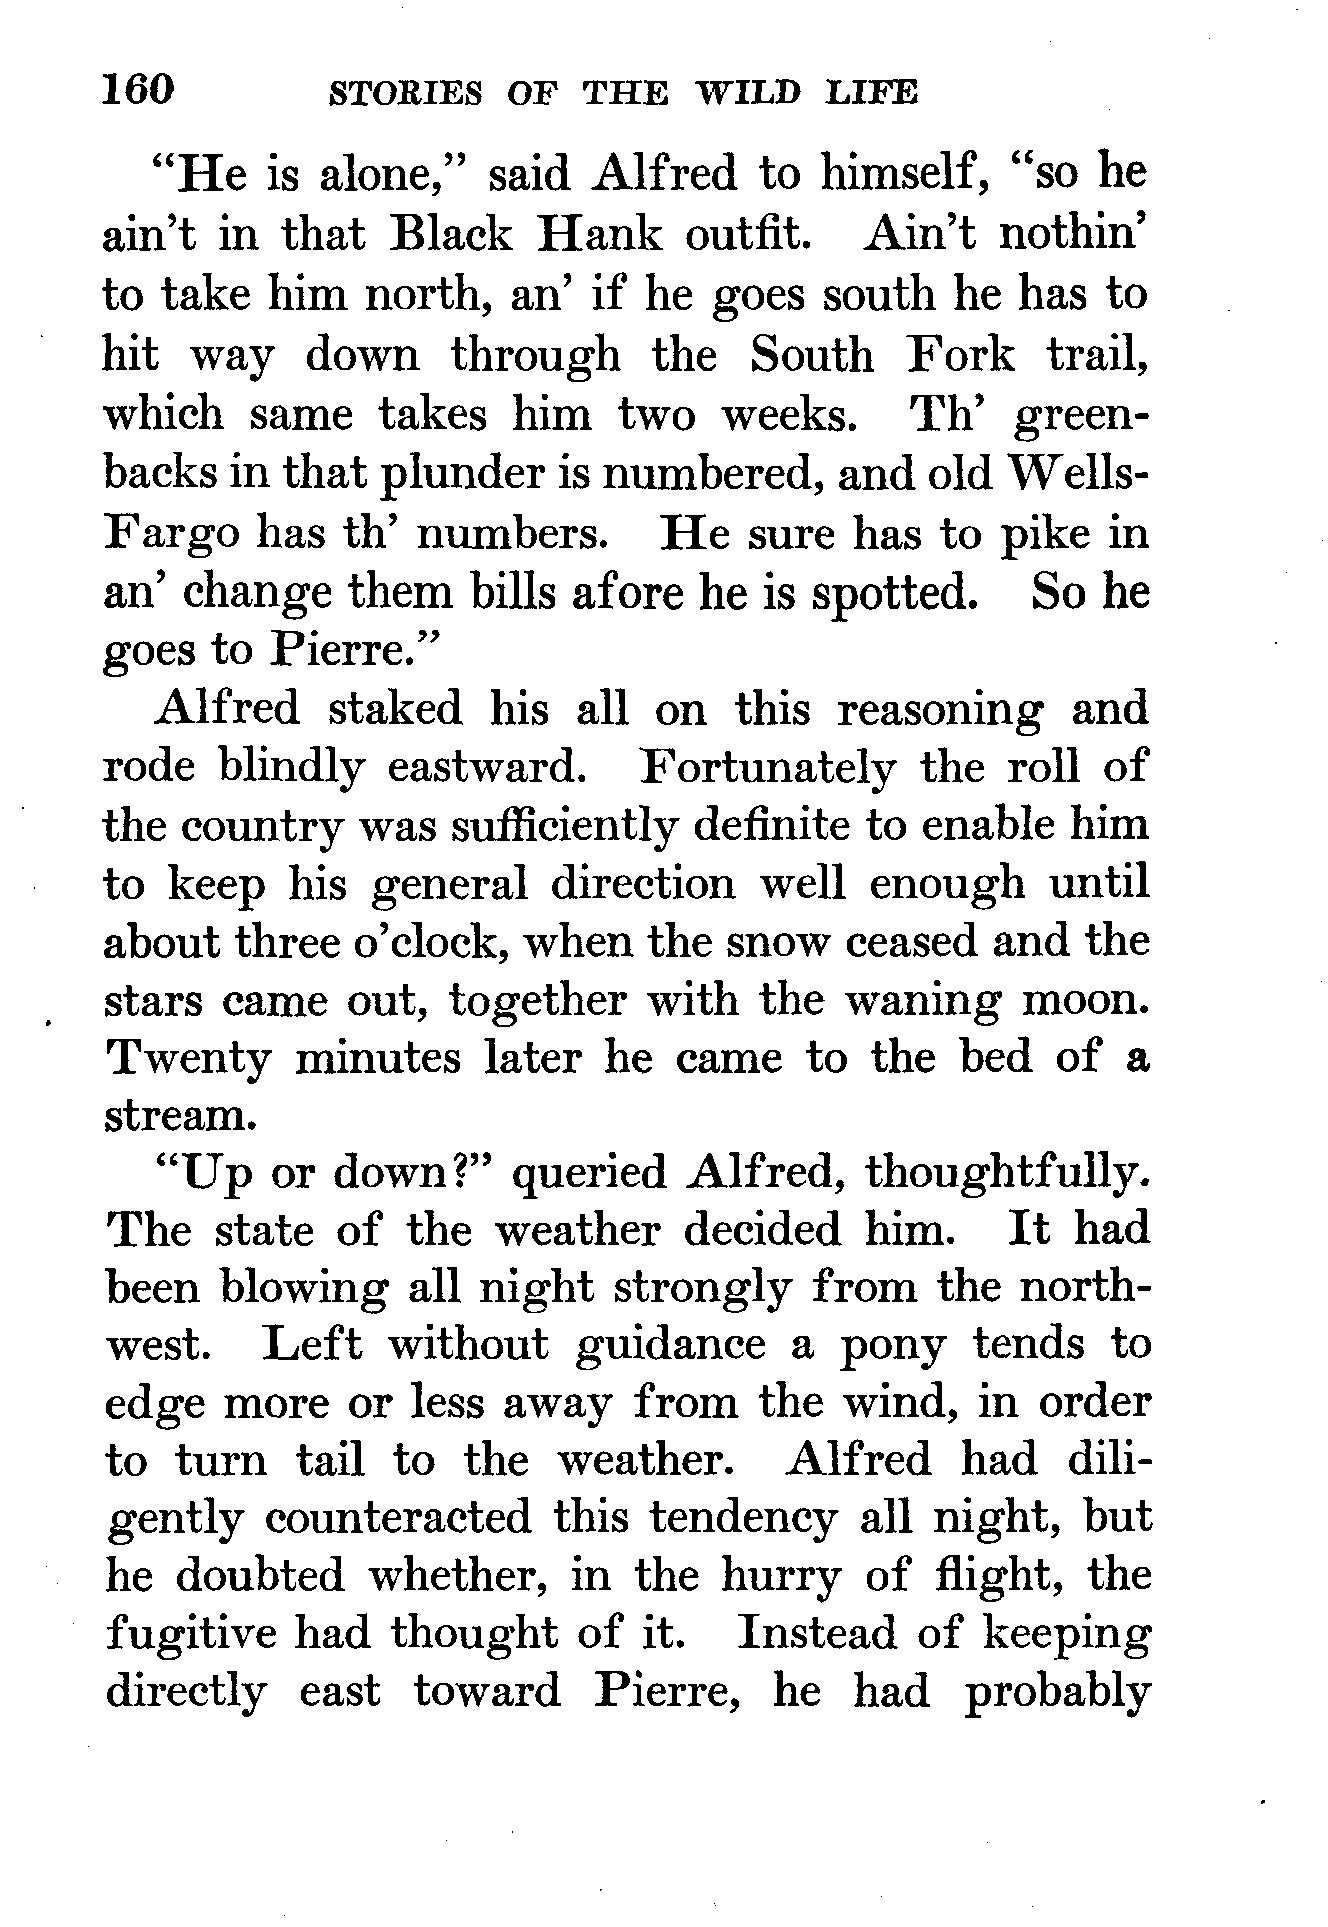 160 STORIES OF THE WILD LIFE
“He is alone,” said Alfred to himself, “so he
ain’t in that Black Hank outfit. Ain’t nothin’
to take him north, an’ if he goes south he has to
hit way down through the South Fork trail,
which same takes him two weeks. Th’ green-
backs in that plunder is numbered, and old Wells-
Fargo has th’ numbers. He sure has to pike in
an’ change them bills afore he is spotted. So he
goes to Pierre.”
Alfred staked his all on this reasoning and
rode blindly eastward. Fortunately the roll of
the country was sufficiently definite to enable him
to keep his general direction well enough until
about three o’clock, when the snow ceased and the
stars came out, together with the waning moon.
Twenty minutes later he came to the bed of a
stream.
“Up or down?” queried Alfred, thoughtfully.
The state of the weather decided him. It had
been blowing all night strongly from the north-
west. Left without guidance a pony tends to
edge more or less away from the wind, in order
to turn tail to the weather. Alfred had dili-
gently counteracted this tendency all night, but
he doubted whether, in the hurry of flight, the
fugitive had thought of it. Instead of keeping
directly east toward Pierre, he had probably